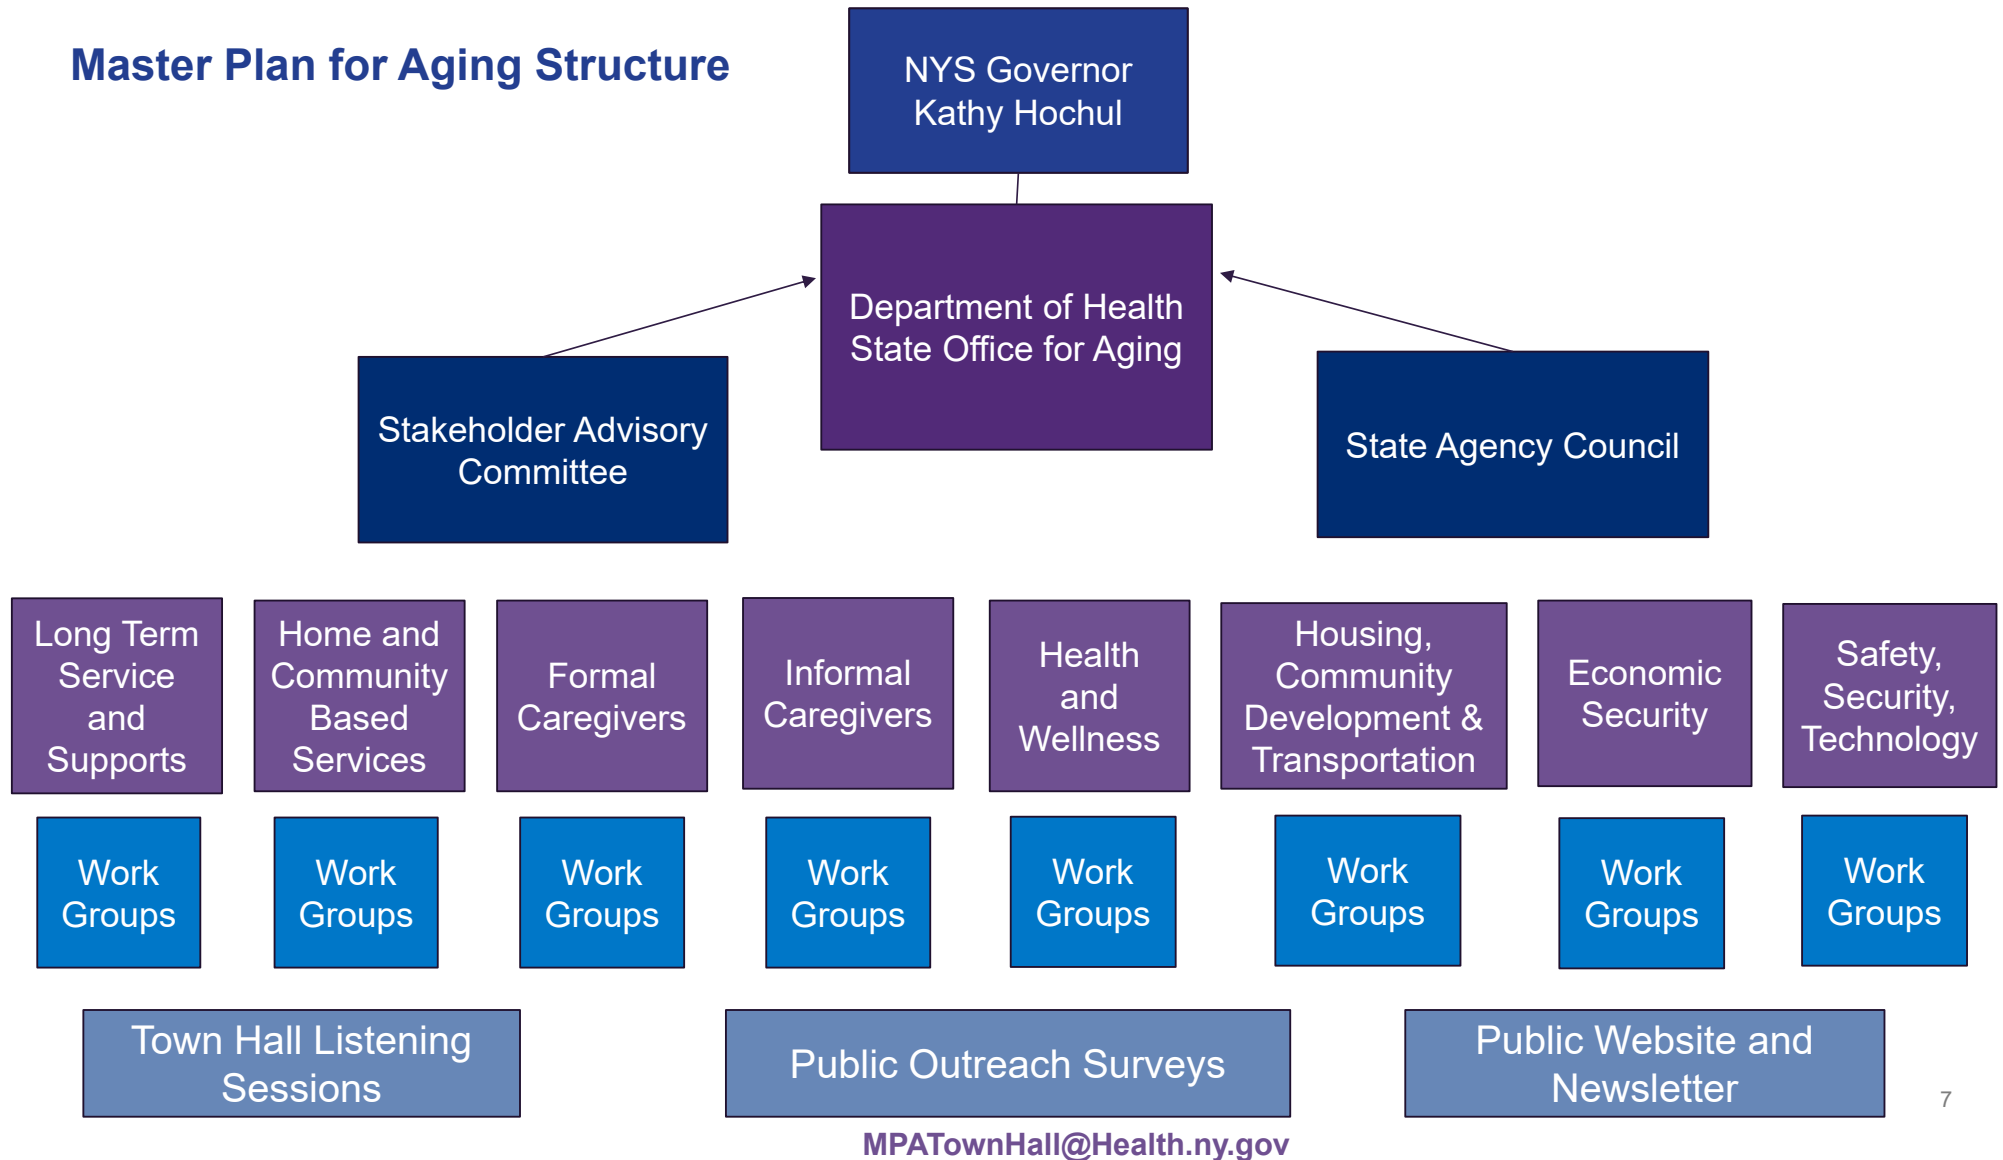 Master Plan for Aging Structure
NYS Governor
Kathy Hochul
Department of Health
State Office for Aging
Stakeholder Advisory
Committee
State Agency Council
Long Term
Service
and
Supports
Home and
Community
Based
Services
Formal
Caregivers
Informal
Caregivers
Health
and
Wellness
Housing,
Community
Development &
Transportation
Economic
Security
Safety,
Security,
Technology
Work
Groups
Work
Groups
Work
Groups
Work
Groups
Work
Groups
Work
Groups
Work
Groups
Work
Groups
Town Hall Listening
Sessions
Public Outreach Surveys
Public Website and
Newsletter
7
MPATownHall@Health.ny.gov